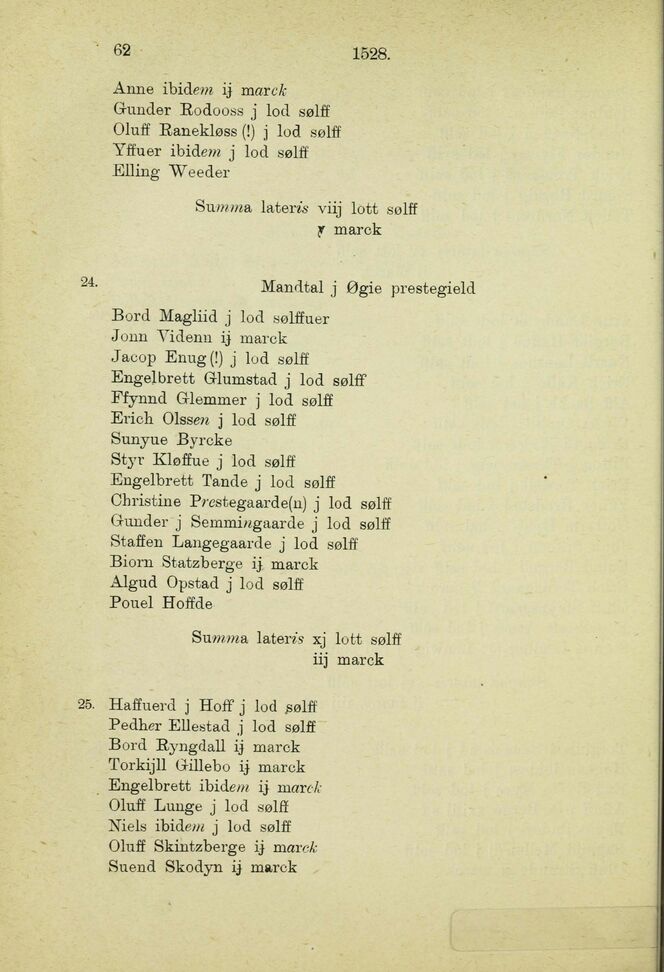 62
1528.
Anne ibidem ij marck
Gunder Rodooss j lod sølff
Oluff Ranekløss (!) j lod sølff
Yffuer ibidem j lod sølff
Elling Weeder
Summa lateris viij lott sølff
marck
24.
Mandtal j Øgie prestegield
Bord Magliid j lod sølffuer
Jonn Videnn ij marck
Jacop Enug (!) j lod sølff
Engelbrett Glumstad j lod sølff
Ffynnd Glemmer j lod sølff
Erich Olssen j lod sølff
Sunyue Byrcke
Styr Kløffue j lod sølff
Engelbrett Tande j lod sølff
Christine Prestegaarde(n) j lod sølff
Gunder j Semmingaarde j lod sølff
Staffen Langegaarde j lod sølff
Biorn Statzberge ij marck
Algud Opstad j lod sølff
Pouel Hoffde
Summa lateris xj lott sølff
iij marck
25. Haffuerd j Hoff j lod sølff
Pedher Ellestad j lod sølff
Bord Ryngdall ij marck
Torkijll Gillebo ij marck
Engelbrett ibidem ij marck
Oluff Lunge j lod sølff
Niels ibidem j lod sølff
Oluff Skintzberge ij marck
Suend Skodyn ij marck